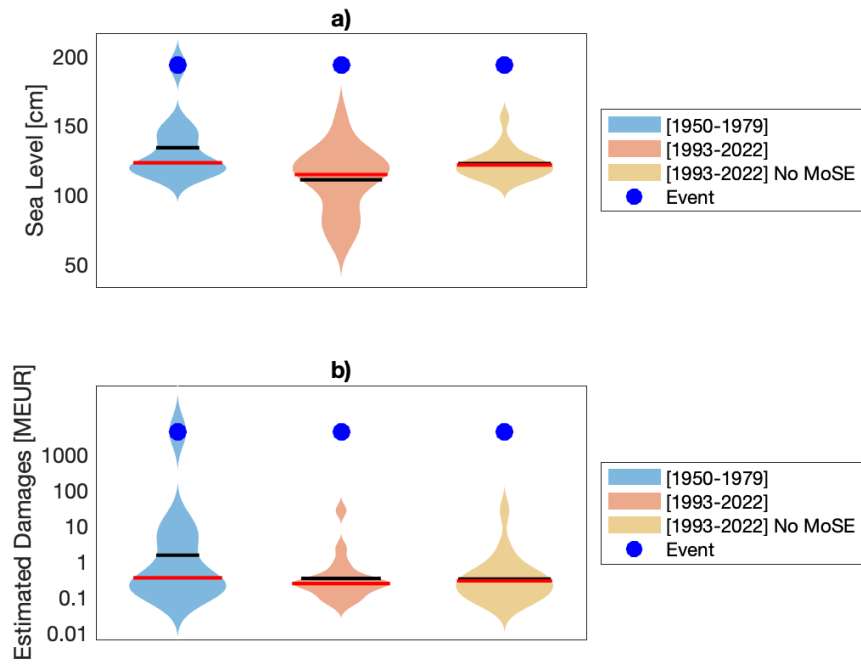 a)
Sea Level [cm]
200
150
100
50
[1950-1979]
[1993-2022]
[1993-2022] No MoSE
Event
b)
Estimated Damages [MEUR]
1000
100
10
1
0.1
0.01
[1950-1979]
[1993-2022]
[1993-2022] No MoSE
Event